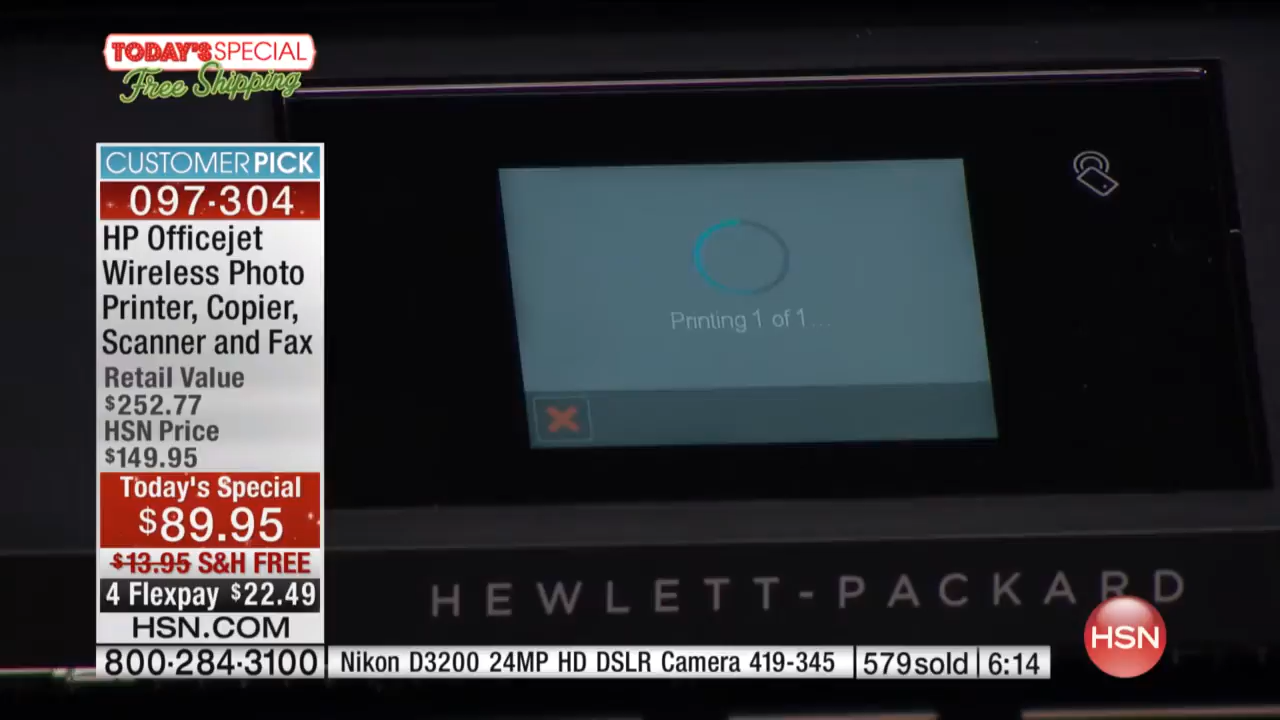 TODAY'S SPECIAL
Free Shipping
CUSTOMER PICK
097-304
HP Officejet
Wireless Photo
Printer, Copier,
Scanner and Fax
Retail Value
$252.77
HSN Price
$149.95
Today's Special
$89.95
$13.95 S&H FREE
4 Flexpay $22.49
HSN.COM
800-284-3100
Nikon D3200 24MP HD DSLR Camera 419-345
579sold
6:14
Printing 1 of 1...
HEWLETT-PACKARD
HSN